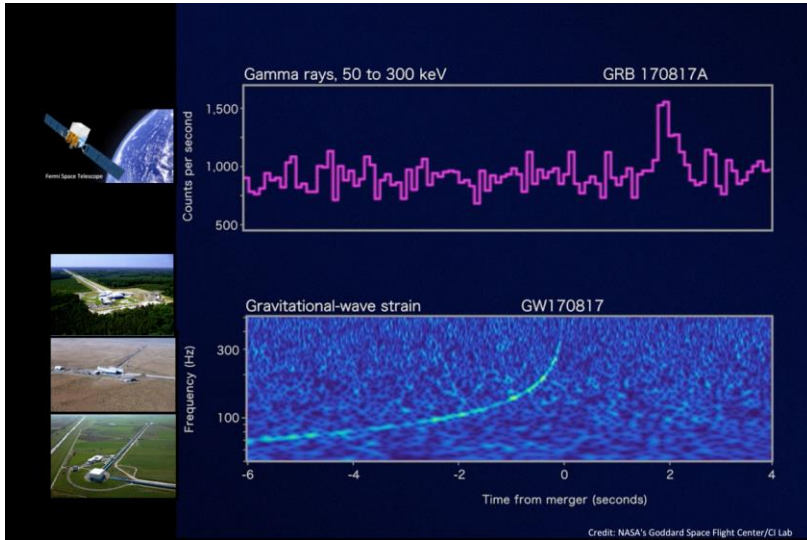 Gamma rays, 50 to 300 keV GRB 170817A
Counts per second
1,500
1,000
500
Fermi Space Telescope
Gravitational-wave strain GW170817
Frequency (Hz)
300
100
-6 -4 -2 0 2 4
Time from merger (seconds)
Credit: NASA's Goddard Space Flight Center/CI Lab